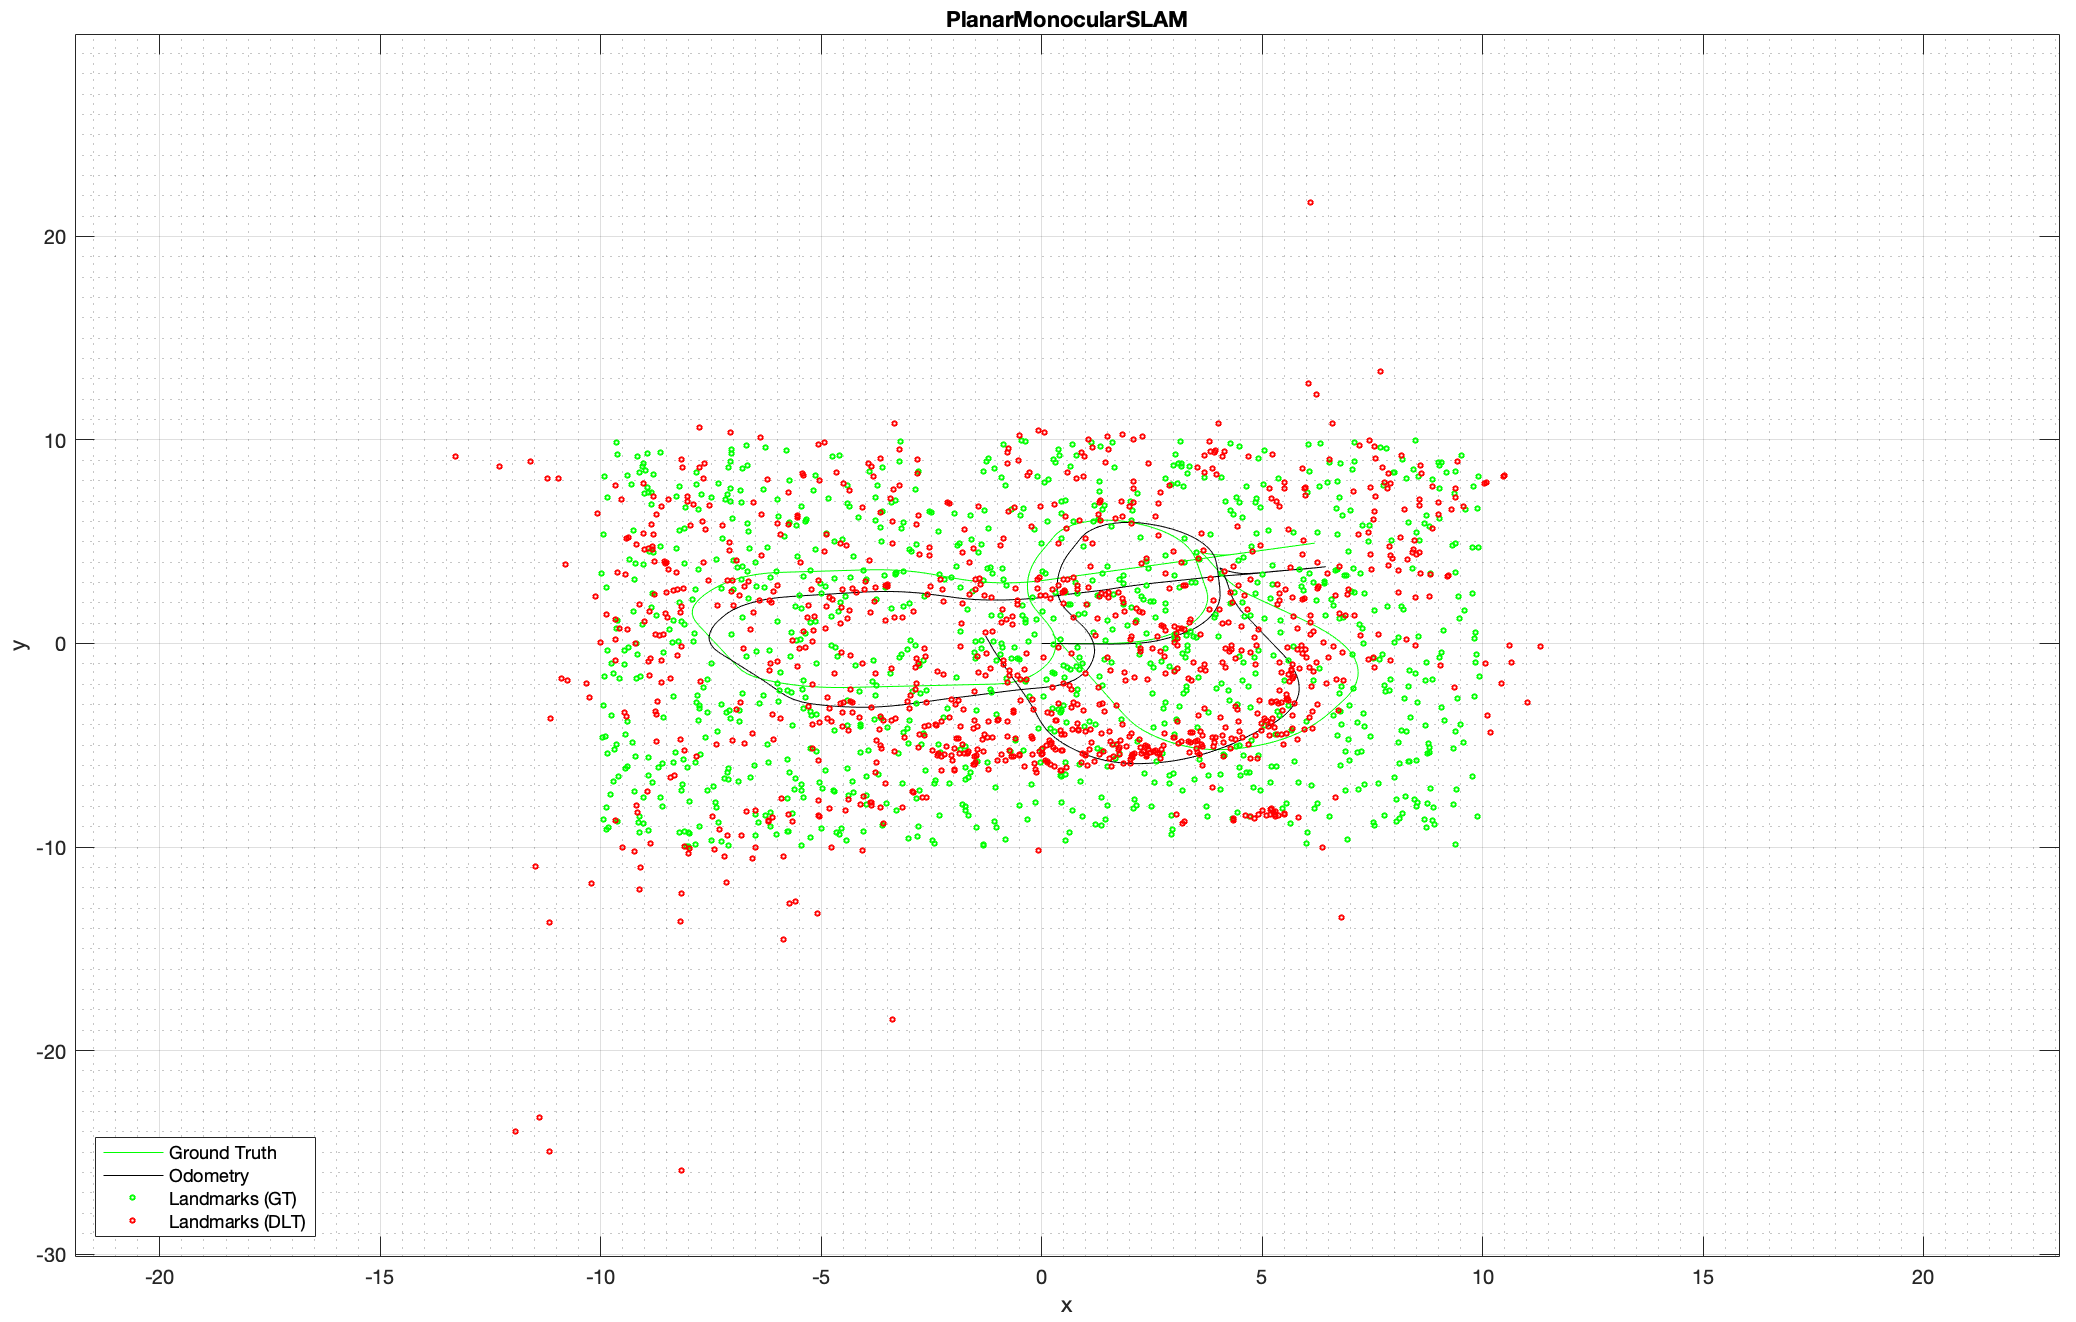 PlanarMonocularSLAM
y
20
10
0
-10
-20
-30
Ground Truth
Odometry
Landmarks (GT)
Landmarks (DLT)
-20 -15 -10 -5 0 5 10 15 20
x